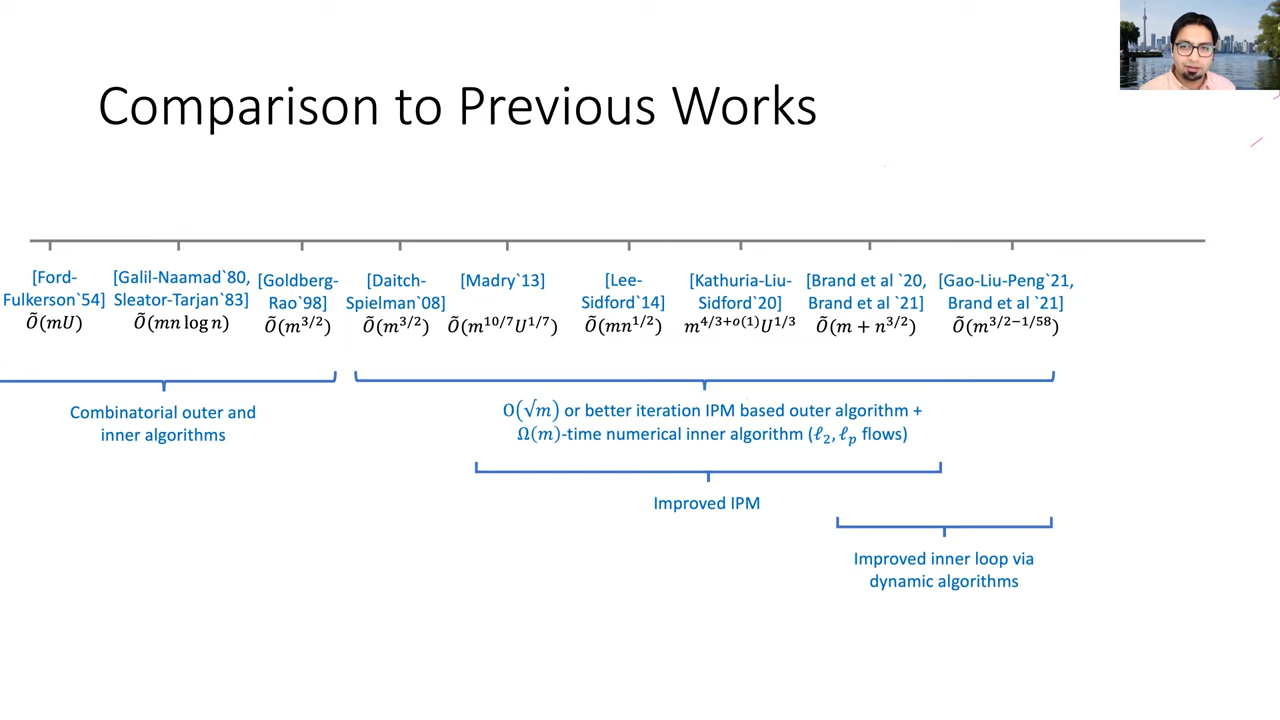 Comparison to Previous Works
[Ford-
Fulkerson`54]
Õ(mU)
[Galil-Naamad`80,
Sleator-Tarjan`83]
Õ(mn log n)
[Goldberg-
Rao`98]
Õ(m^{3/2})
[Daitch-
Spielman`08]
Õ(m^{3/2})
[Madry`13]
Õ(m^{10/7}U^{1/7})
[Lee-
Sidford`14]
Õ(mn^{1/2})
[Kathuria-Liu-
Sidford`20]
m^{4/3+o(1)}U^{1/3}
[Brand et al `20,
Brand et al `21]
Õ(m + n^{3/2})
[Gao-Liu-Peng`21,
Brand et al `21]
Õ(m^{3/2−1/58})
Combinatorial outer and
inner algorithms
O(√m) or better iteration IPM based outer algorithm +
Ω(m)-time numerical inner algorithm (ℓ₂, ℓₚ flows)
Improved IPM
Improved inner loop via
dynamic algorithms